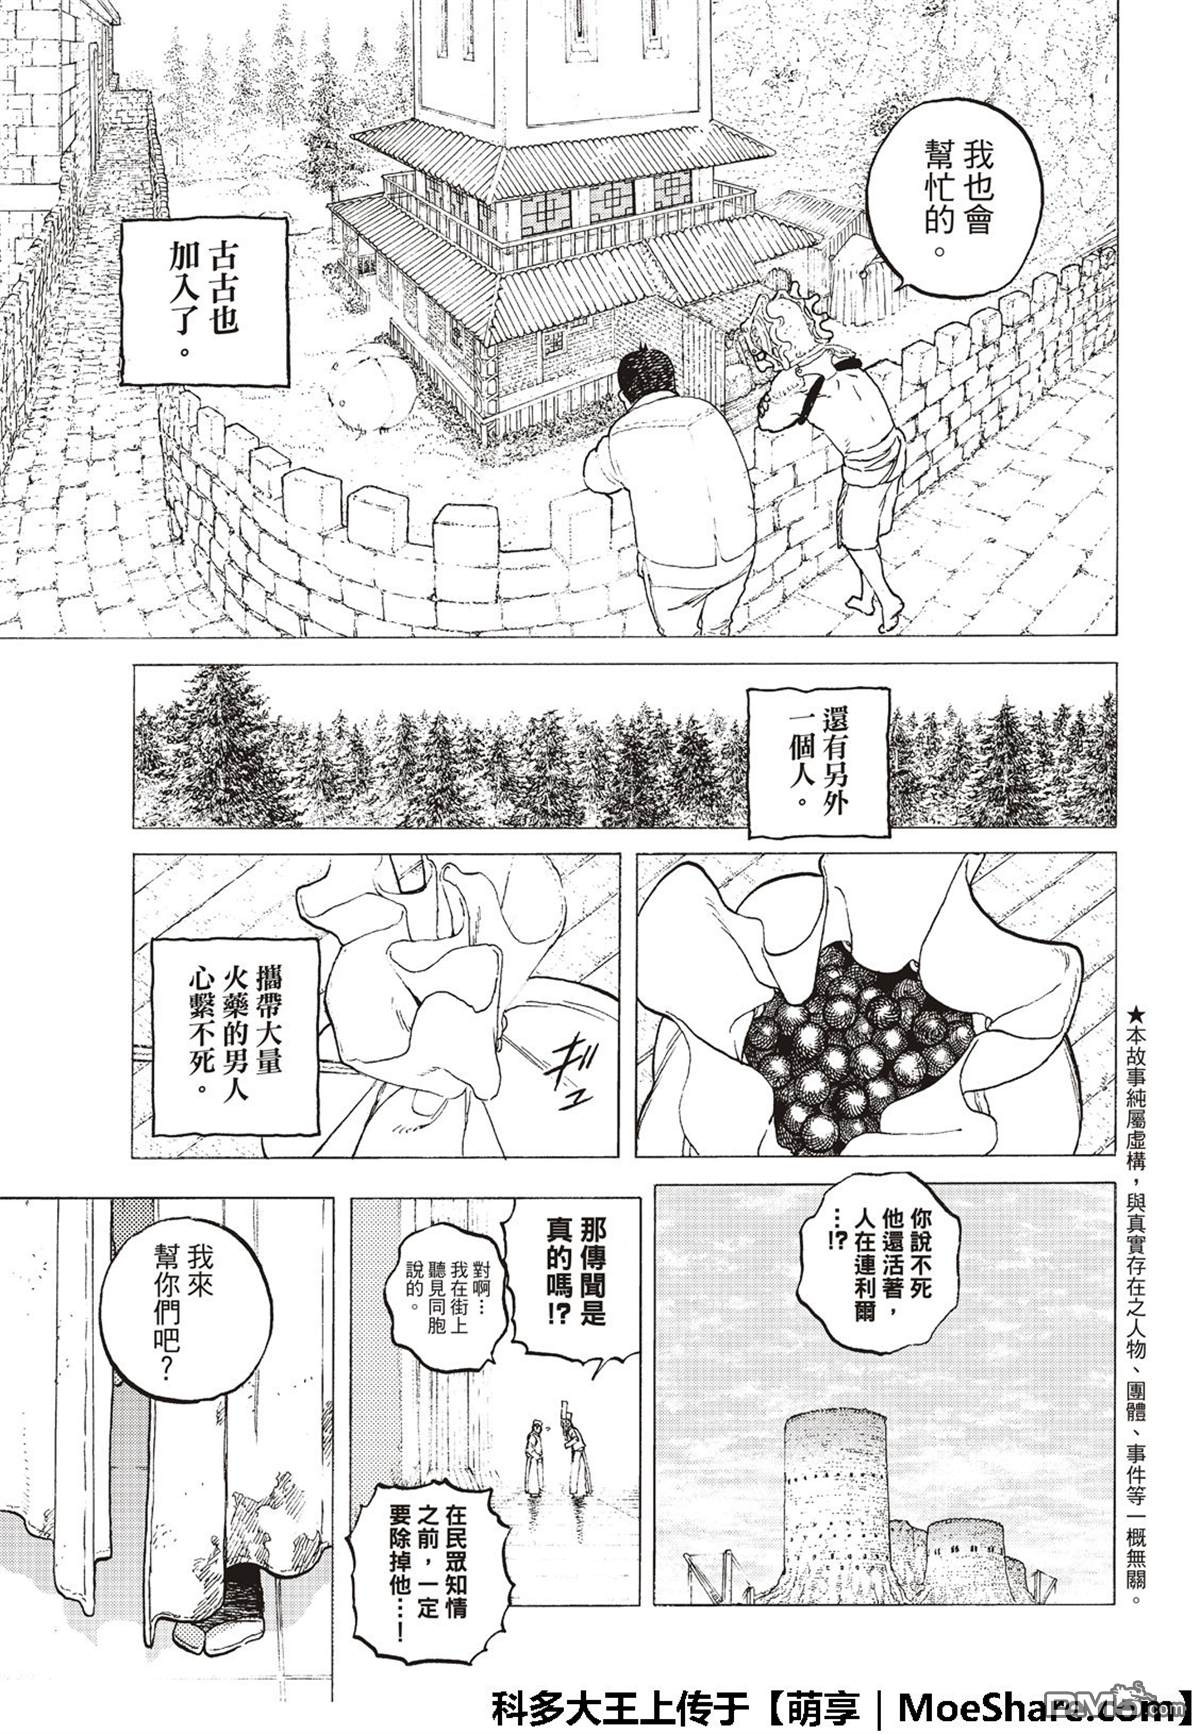 我也會
幫忙的。
古古也
加入了。
還有另外
一個人。
攜帶大量
火藥的男人
心繫不死。
ギュ
你說不死
他還活著，
人在連利爾
…!?
那傳聞是
真的嗎!?
對啊…
我在街上
聽見同胞
說的。
在民眾知情
之前，一定
要除掉他…！
我來
幫你們吧？
★本故事純屬虛構，與真實存在之人物、團體、事件等一概無關。
科多大王上传于【萌享｜MoeShare.com】